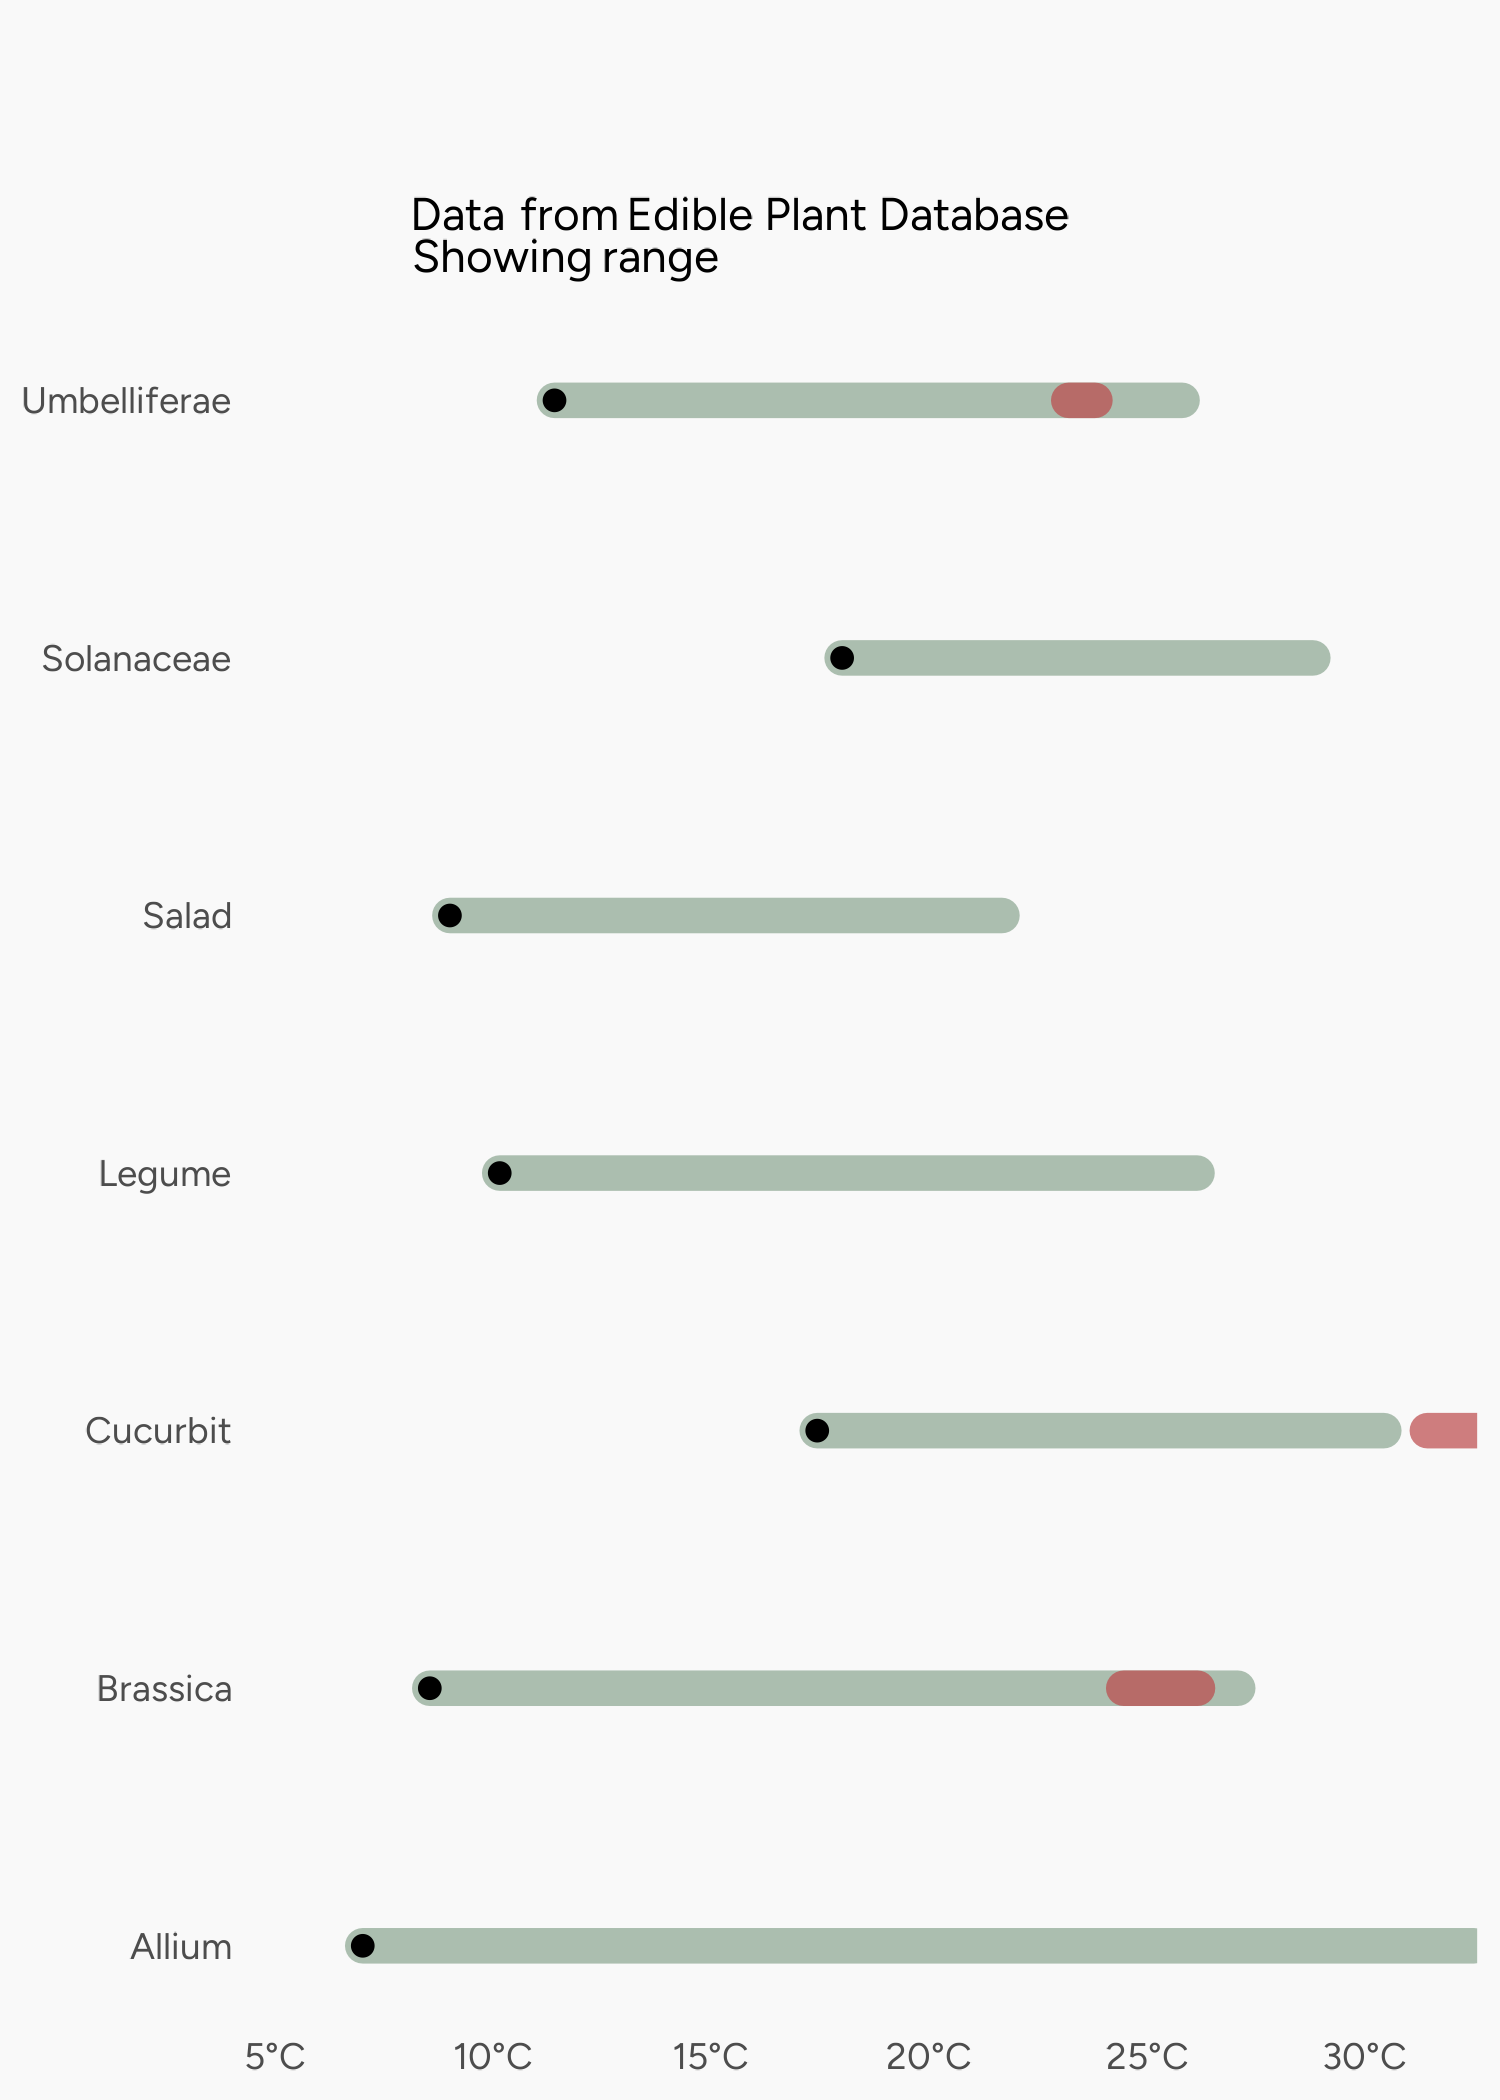 Data from Edible Plant Database
Showing range
Umbelliferae
Solanaceae
Salad
Legume
Cucurbit
Brassica
Allium
5°C 10°C 15°C 20°C 25°C 30°C